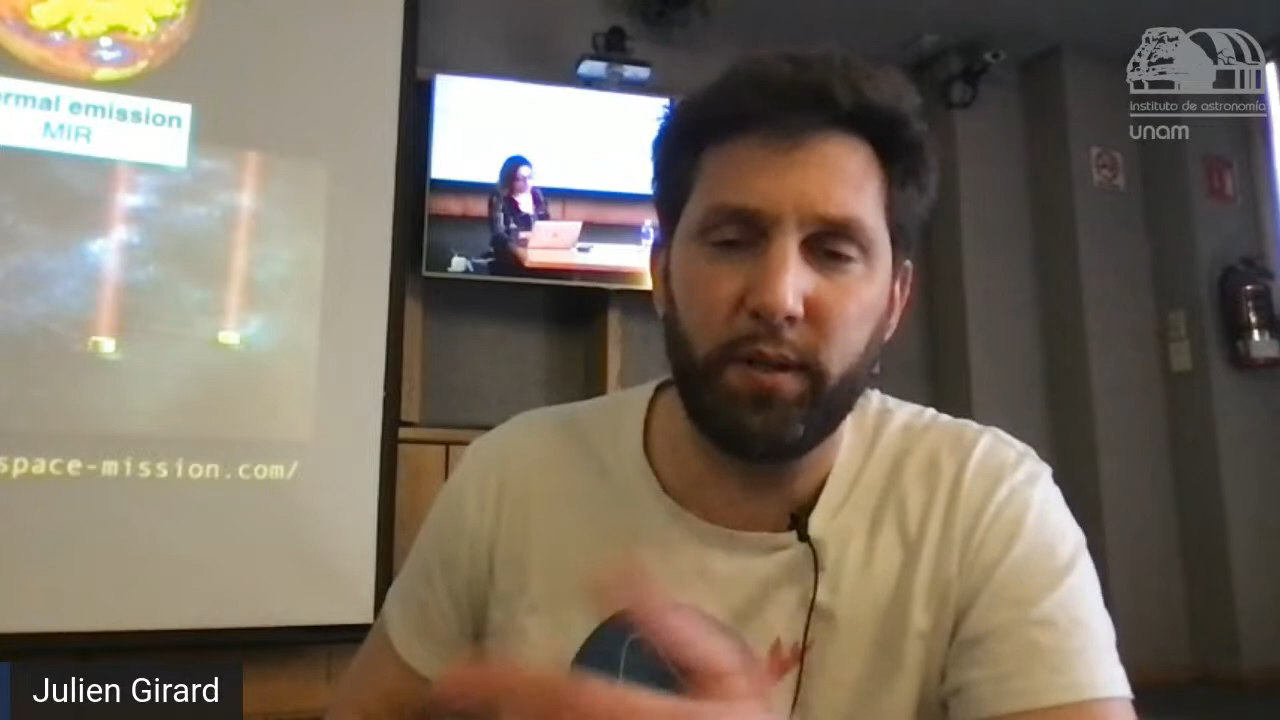 rmal emission
MIR
space-mission.com/
instituto de astronomía
unam
Julien Girard